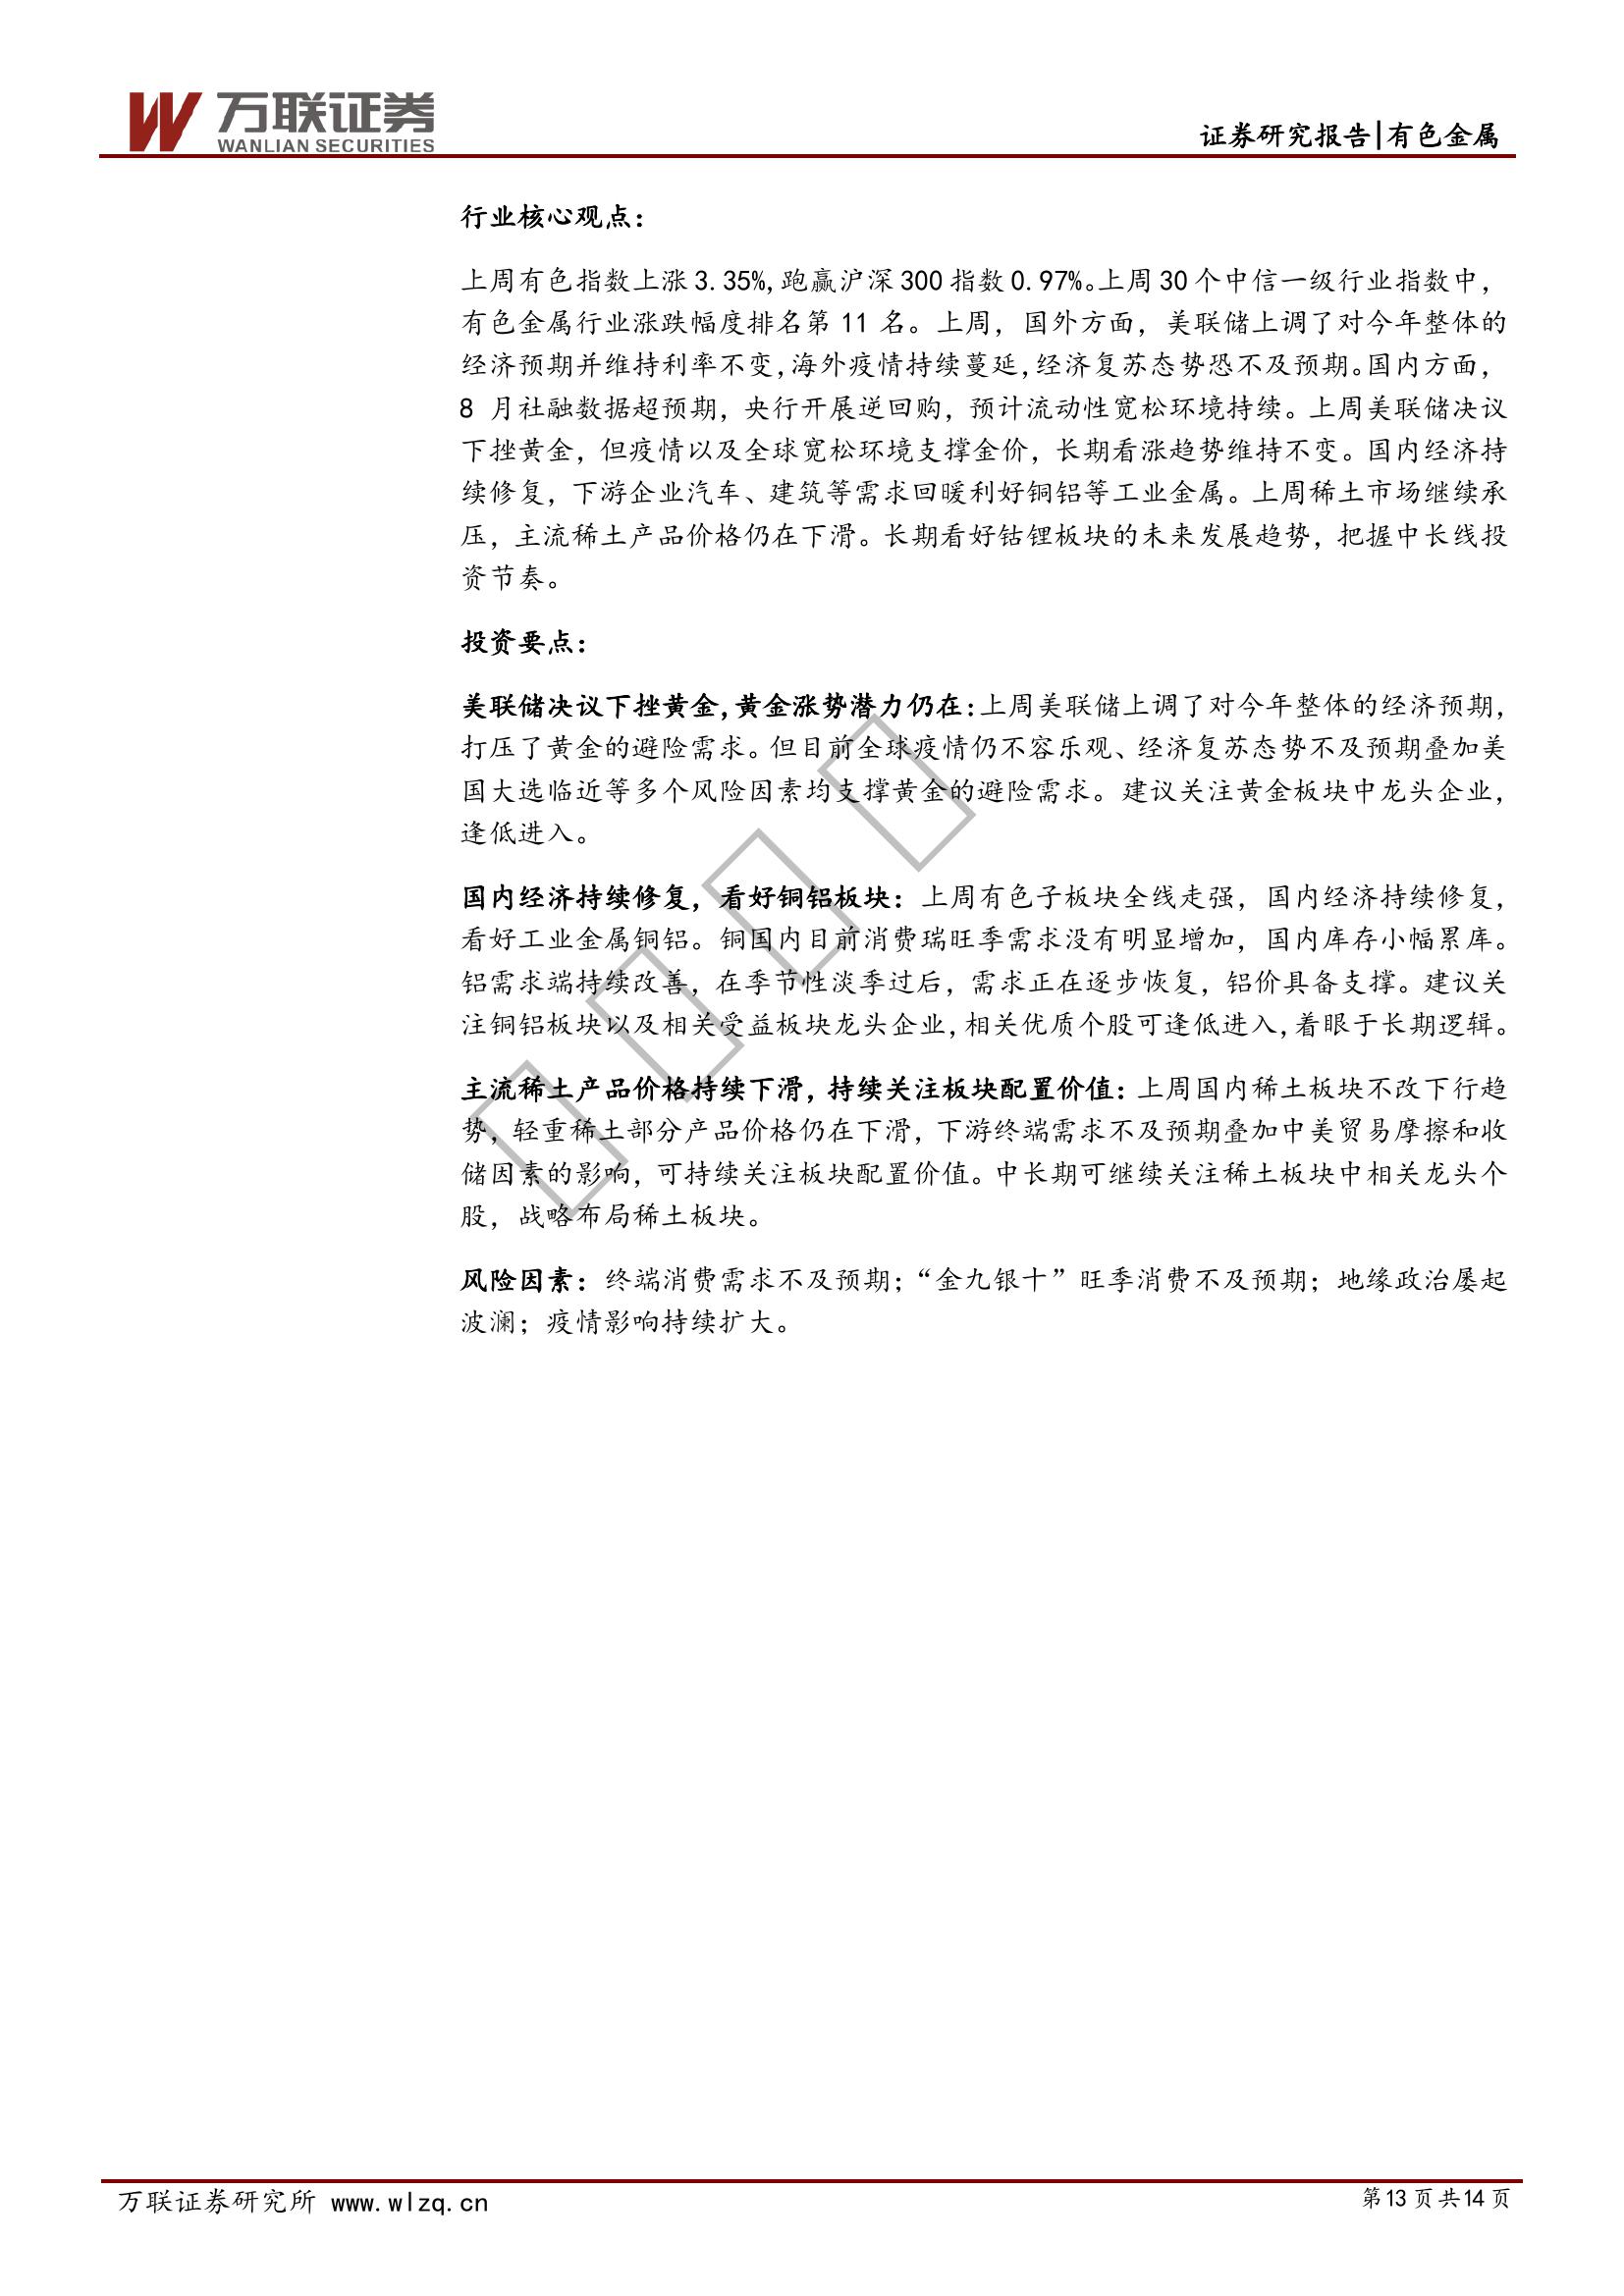 万联证券
WANLIAN SECURITIES
证券研究报告|有色金属
行业核心观点：
上周有色指数上涨3.35%,跑赢沪深300指数0.97%。上周30个中信一级行业指数中，
有色金属行业涨跌幅度排名第 11 名。上周，国外方面，美联储上调了对今年整体的
经济预期并维持利率不变,海外疫情持续蔓延,经济复苏态势恐不及预期。国内方面，
8 月社融数据超预期，央行开展逆回购，预计流动性宽松环境持续。上周美联储决议
下挫黄金，但疫情以及全球宽松环境支撑金价，长期看涨趋势维持不变。国内经济持
续修复，下游企业汽车、建筑等需求回暖利好铜铝等工业金属。上周稀土市场继续承
压，主流稀土产品价格仍在下滑。长期看好钴锂板块的未来发展趋势，把握中长线投
资节奏。
投资要点：
美联储决议下挫黄金,黄金涨势潜力仍在:上周美联储上调了对今年整体的经济预期，
打压了黄金的避险需求。但目前全球疫情仍不容乐观、经济复苏态势不及预期叠加美
国大选临近等多个风险因素均支撑黄金的避险需求。建议关注黄金板块中龙头企业，
逢低进入。
国内经济持续修复，看好铜铝板块：上周有色子板块全线走强，国内经济持续修复，
看好工业金属铜铝。铜国内目前消费瑞旺季需求没有明显增加，国内库存小幅累库。
铝需求端持续改善，在季节性淡季过后，需求正在逐步恢复，铝价具备支撑。建议关
注铜铝板块以及相关受益板块龙头企业,相关优质个股可逢低进入,着眼于长期逻辑。
主流稀土产品价格持续下滑，持续关注板块配置价值：上周国内稀土板块不改下行趋
势，轻重稀土部分产品价格仍在下滑，下游终端需求不及预期叠加中美贸易摩擦和收
储因素的影响，可持续关注板块配置价值。中长期可继续关注稀土板块中相关龙头个
股，战略布局稀土板块。
风险因素：终端消费需求不及预期；“金九银十”旺季消费不及预期；地缘政治屡起
波澜；疫情影响持续扩大。
万联证券研究所 www.wlzq.cn
第13页共14页